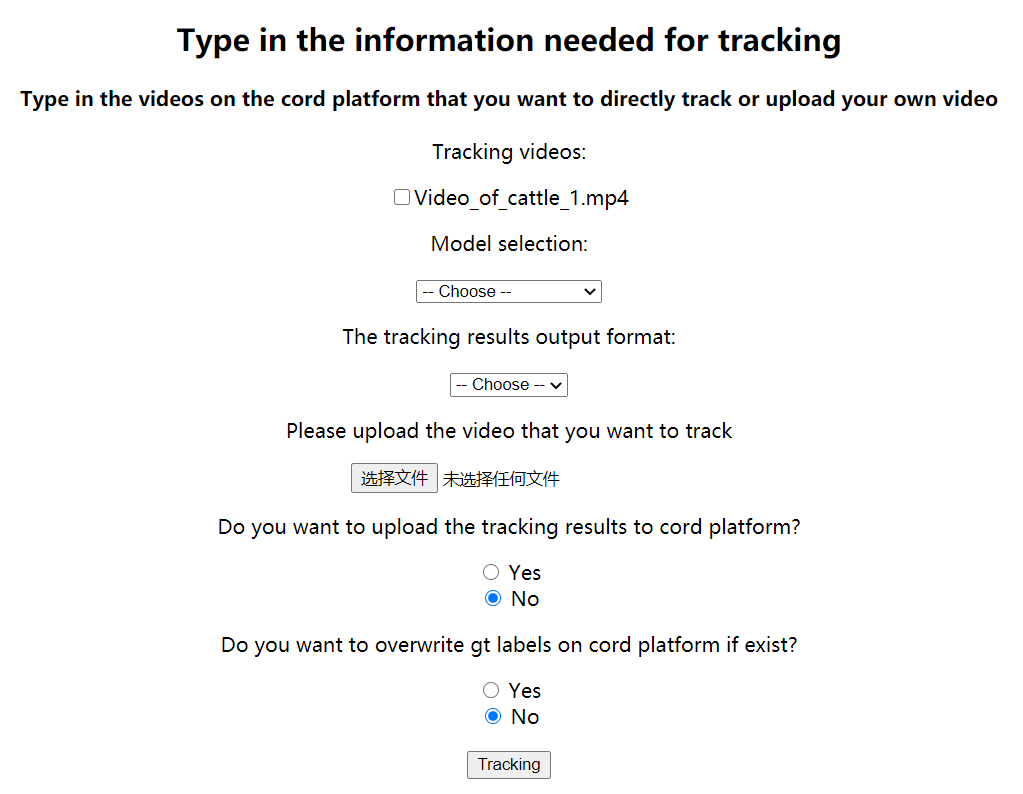 Type in the information needed for tracking
Type in the videos on the cord platform that you want to directly track or upload your own video
Tracking videos:
Video_of_cattle_1.mp4
Model selection:
-- Choose --
The tracking results output format:
-- Choose --
Please upload the video that you want to track
选择文件 未选择任何文件
Do you want to upload the tracking results to cord platform?
Yes
No
Do you want to overwrite gt labels on cord platform if exist?
Yes
No
Tracking